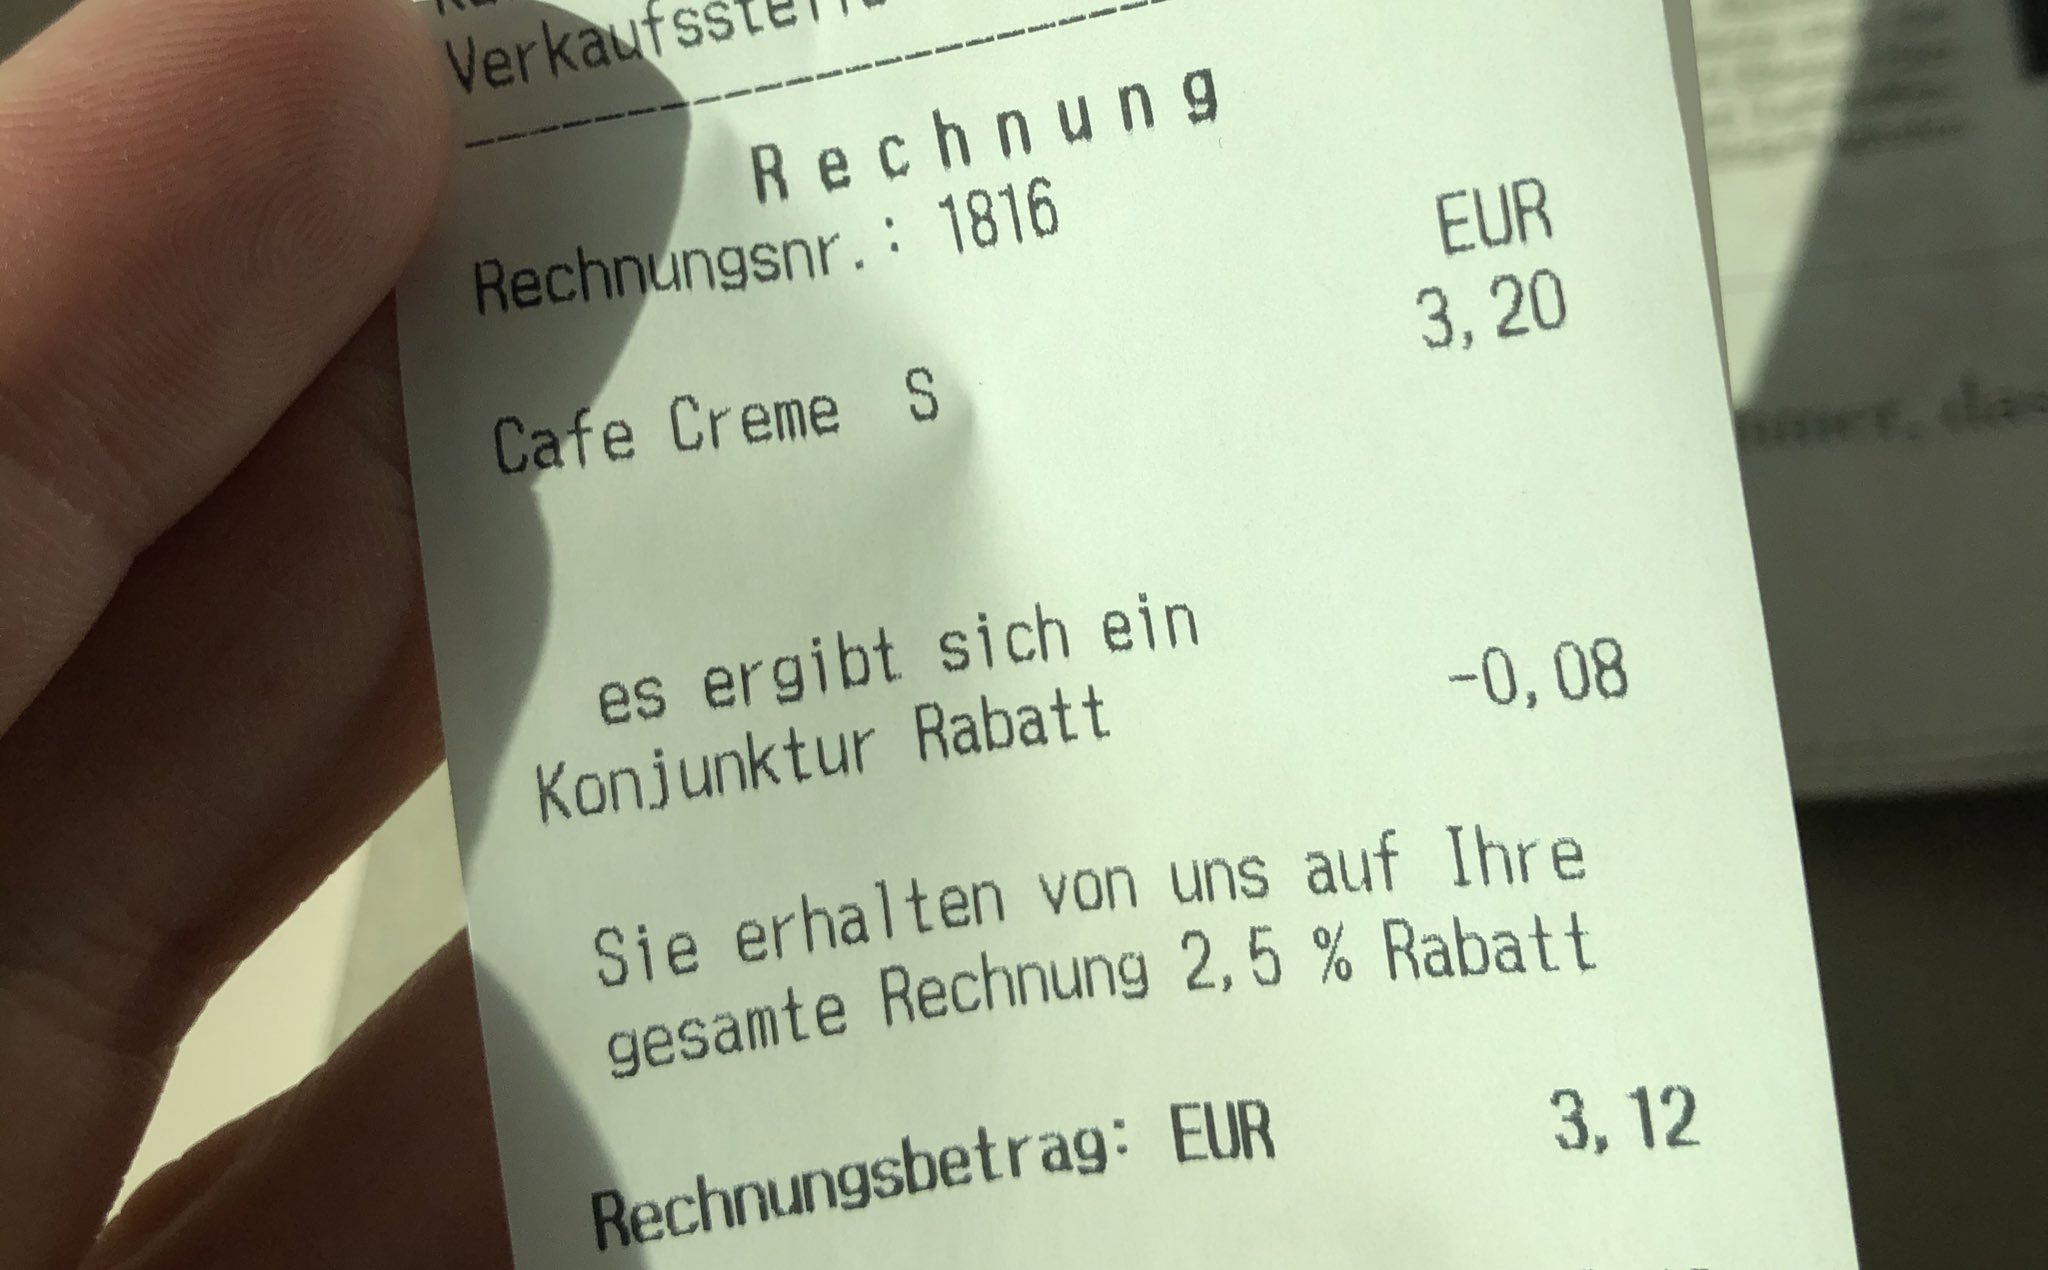 Rechnung
Rechnungsnr.: 1816
EUR
3,20
Cafe Creme S
es ergibt sich ein
Konjunktur Rabatt -0,08
Sie erhalten von uns auf Ihre
gesamte Rechnung 2,5 % Rabatt
Rechnungsbetrag: EUR 3,12